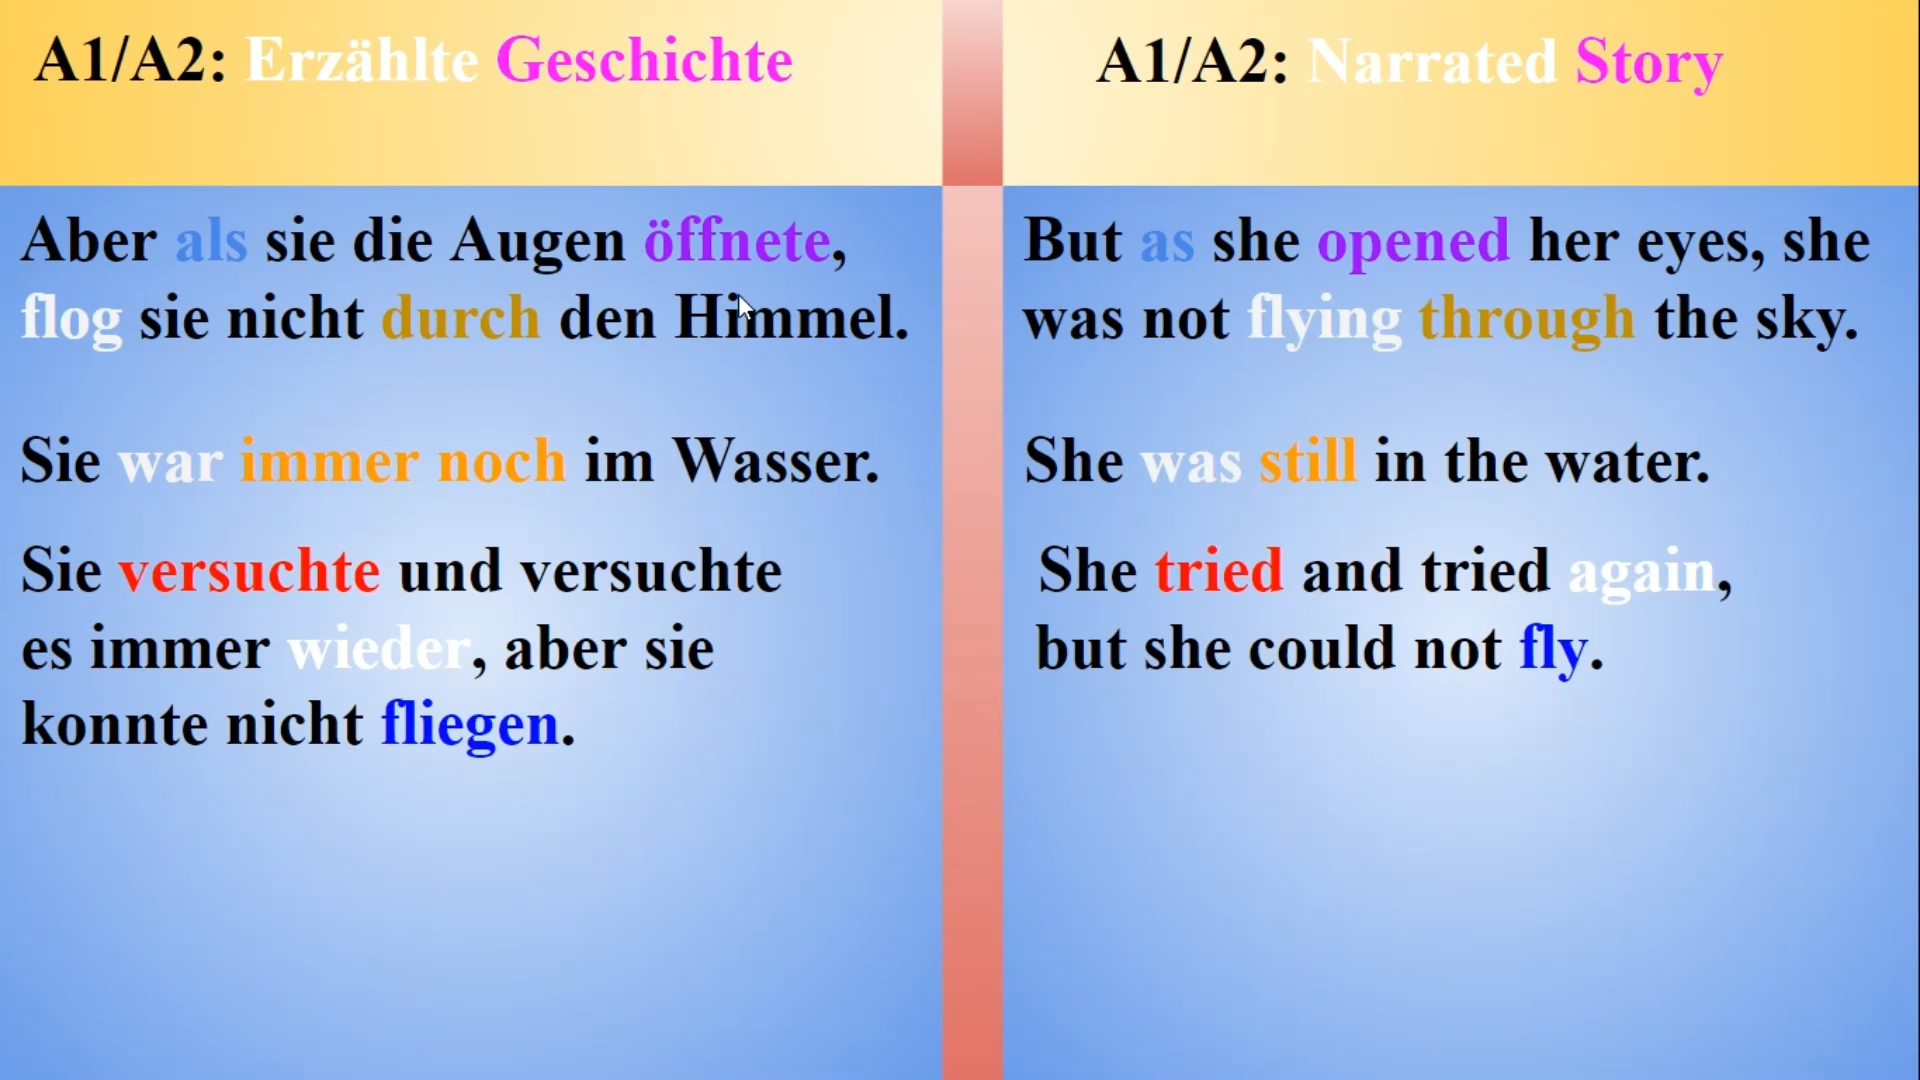 A1/A2: Erzählte Geschichte
Aber als sie die Augen öffnete,
flog sie nicht durch den Himmel.
Sie war immer noch im Wasser.
Sie versuchte und versuchte
es immer wieder, aber sie
konnte nicht fliegen.
A1/A2: Narrated Story
But as she opened her eyes, she
was not flying through the sky.
She was still in the water.
She tried and tried again,
but she could not fly.